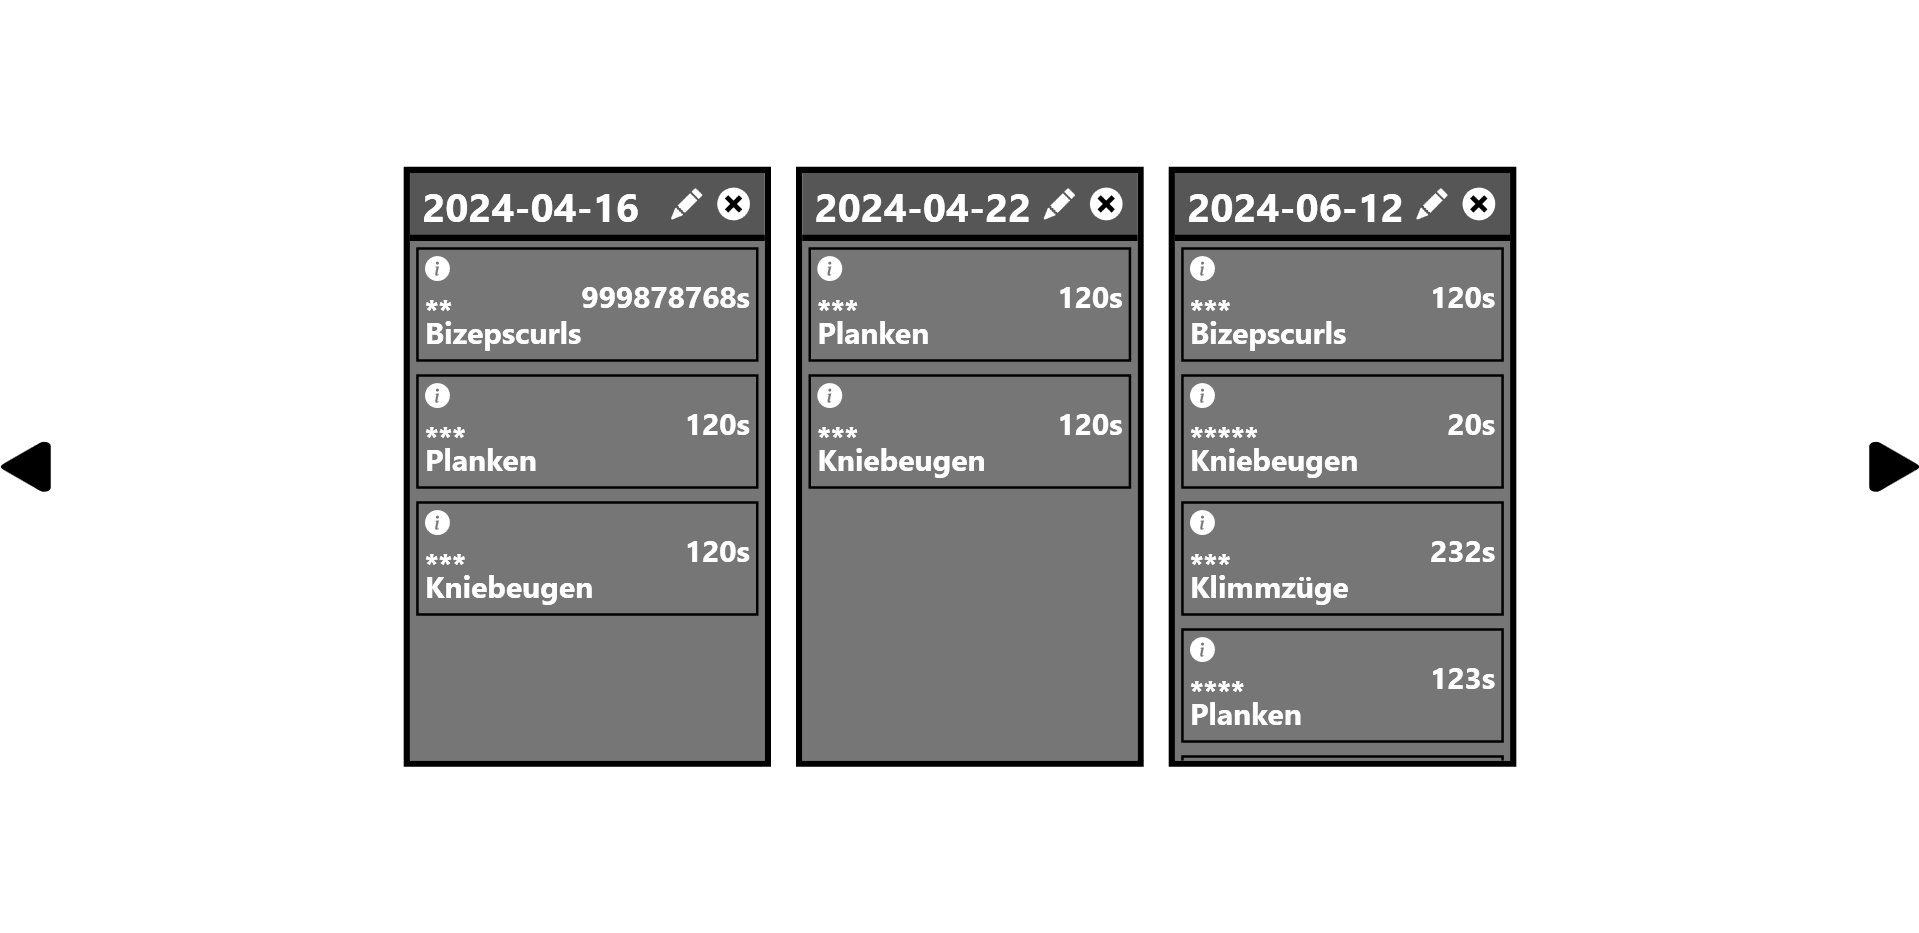 2024-04-16
i
** 999878768s
Bizepscurls
i
*** 120s
Planken
i
*** 120s
Kniebeugen
2024-04-22
i
*** 120s
Planken
i
*** 120s
Kniebeugen
2024-06-12
i
*** 120s
Bizepscurls
i
***** 20s
Kniebeugen
i
*** 232s
Klimmzüge
i
**** 123s
Planken